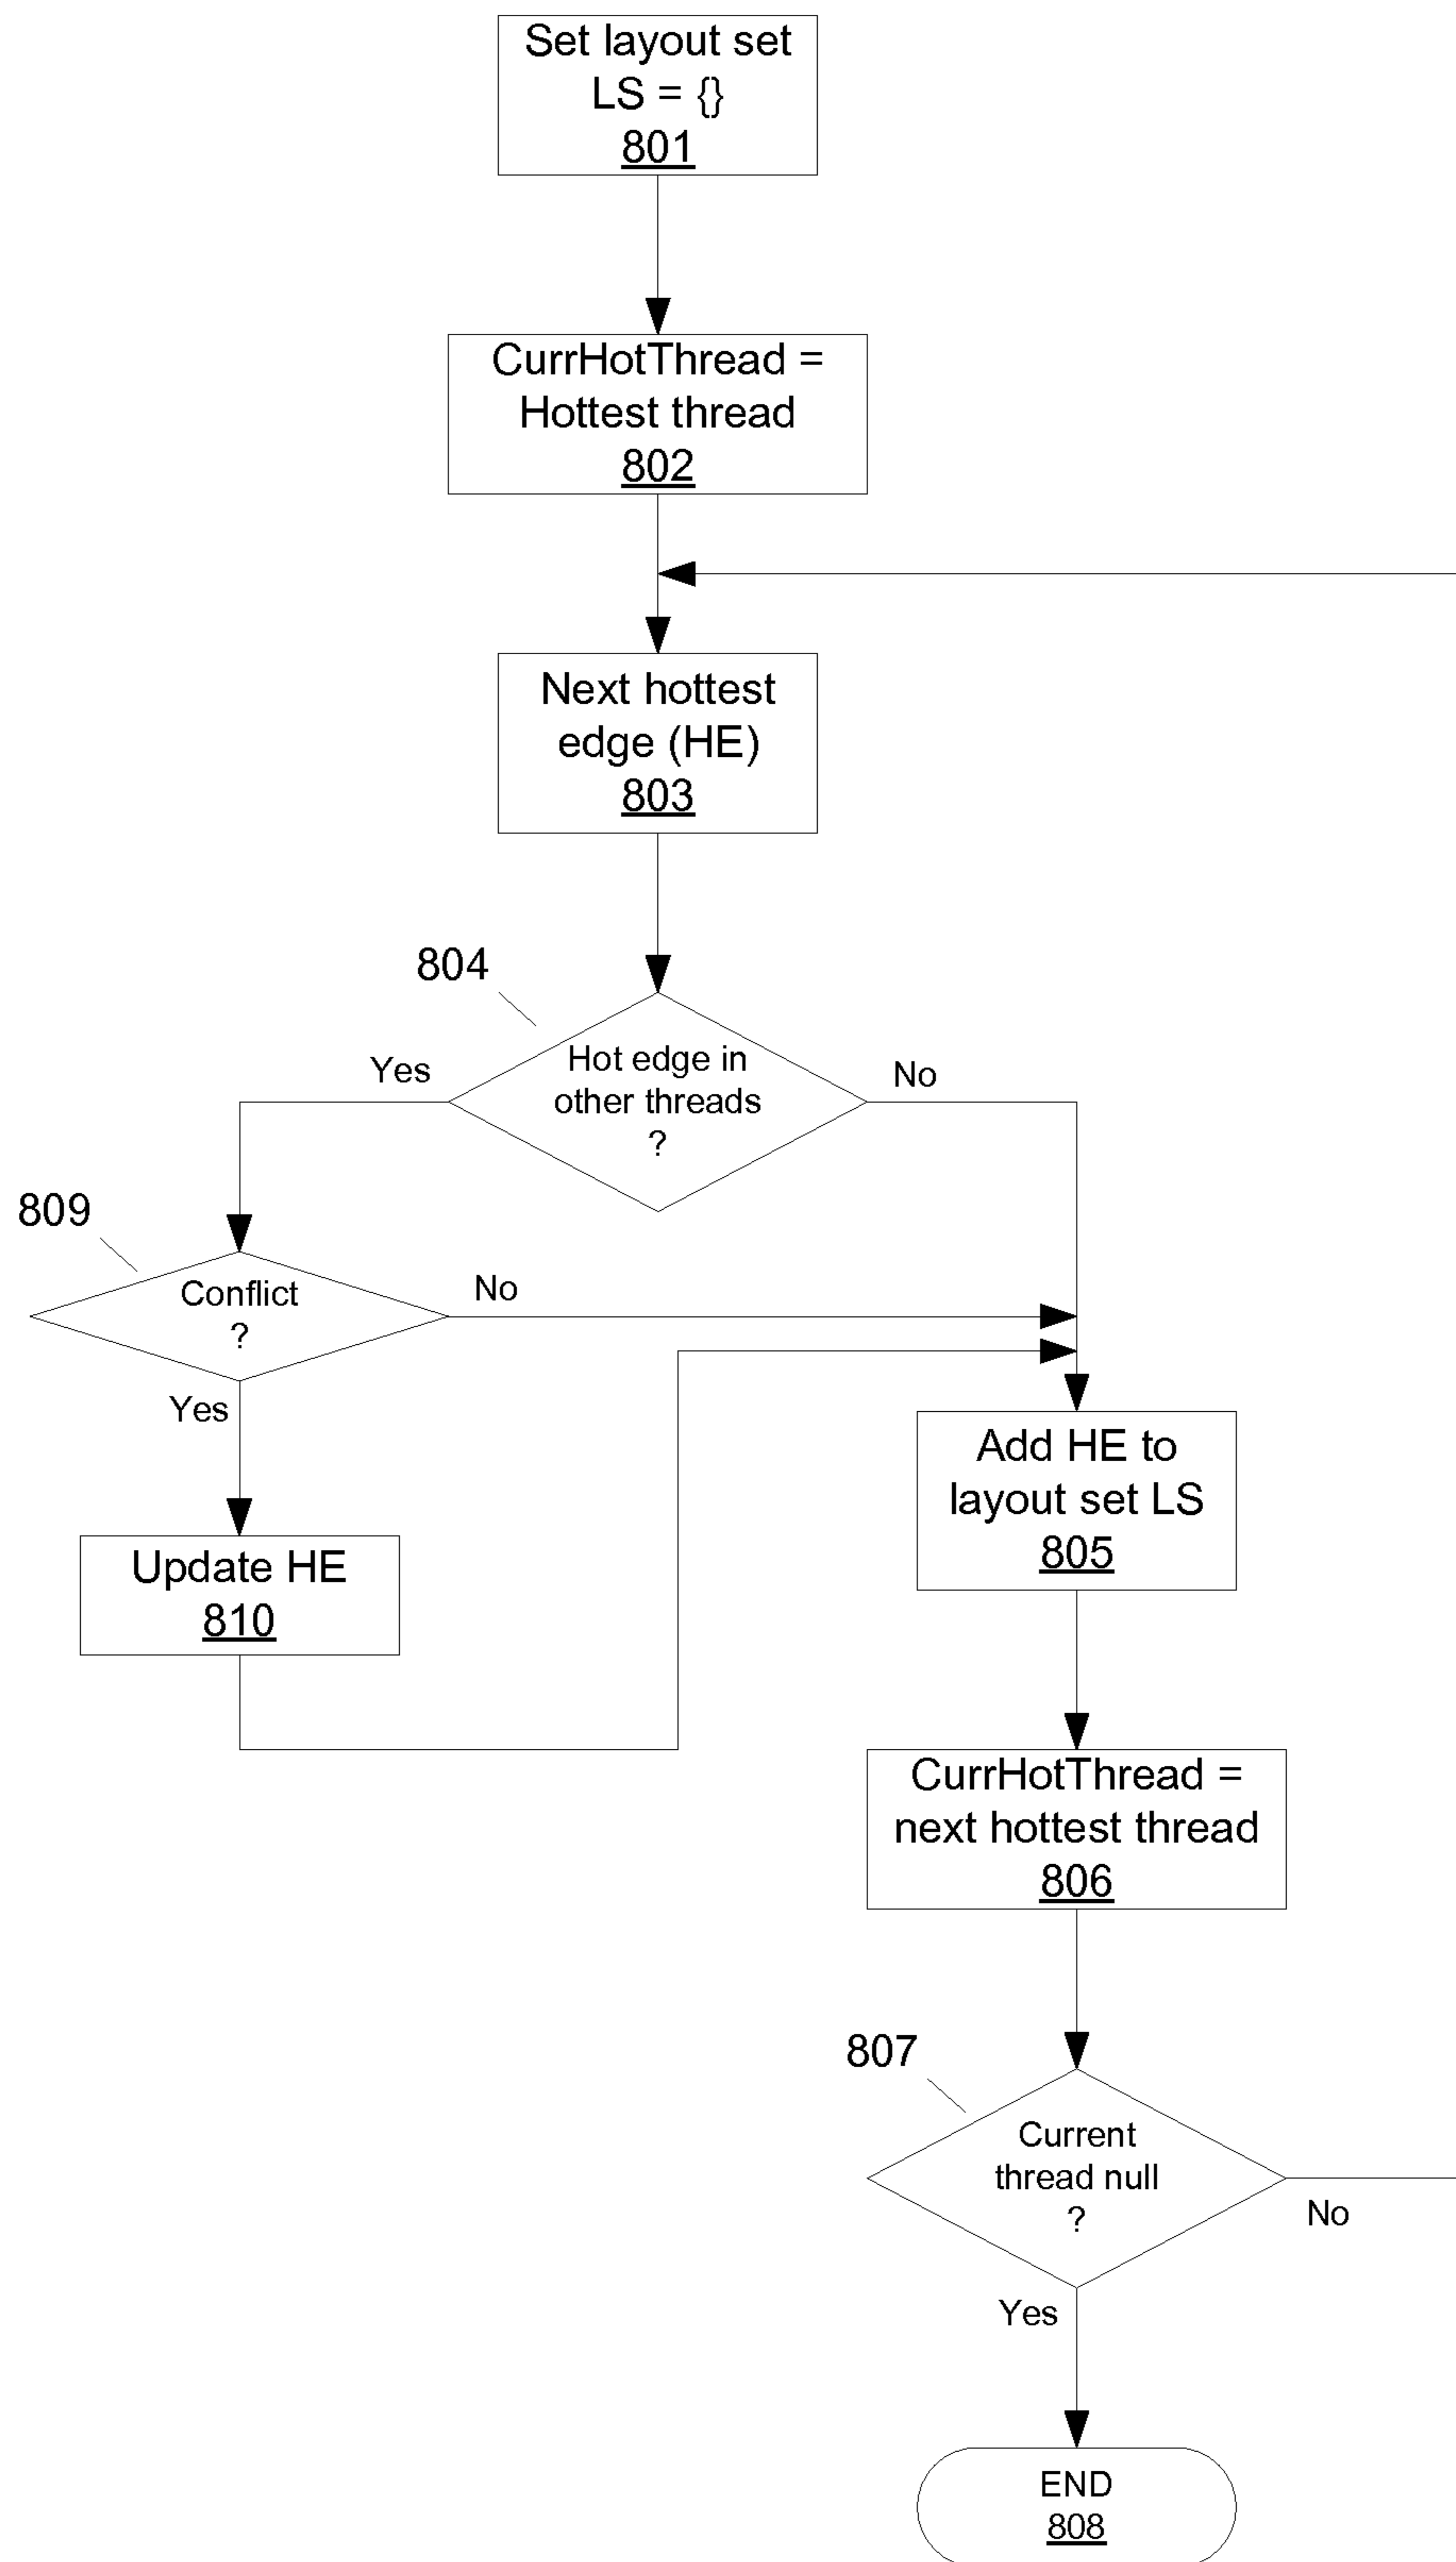 Set layout set
LS = {}
801
CurrHotThread =
Hottest thread
802
Next hottest
edge (HE)
803
804
Hot edge in
other threads
?
Yes
No
809
Conflict
?
No
Yes
Update HE
810
Add HE to
layout set LS
805
CurrHotThread =
next hottest thread
806
807
Current
thread null
?
No
Yes
END
808